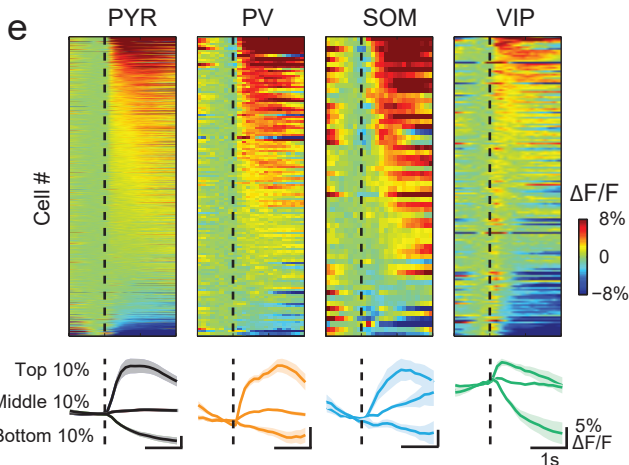 e
PYR PV SOM VIP
Cell #
ΔF/F
8%
0
−8%
Top 10%
Middle 10%
Bottom 10%
5%
ΔF/F
1s